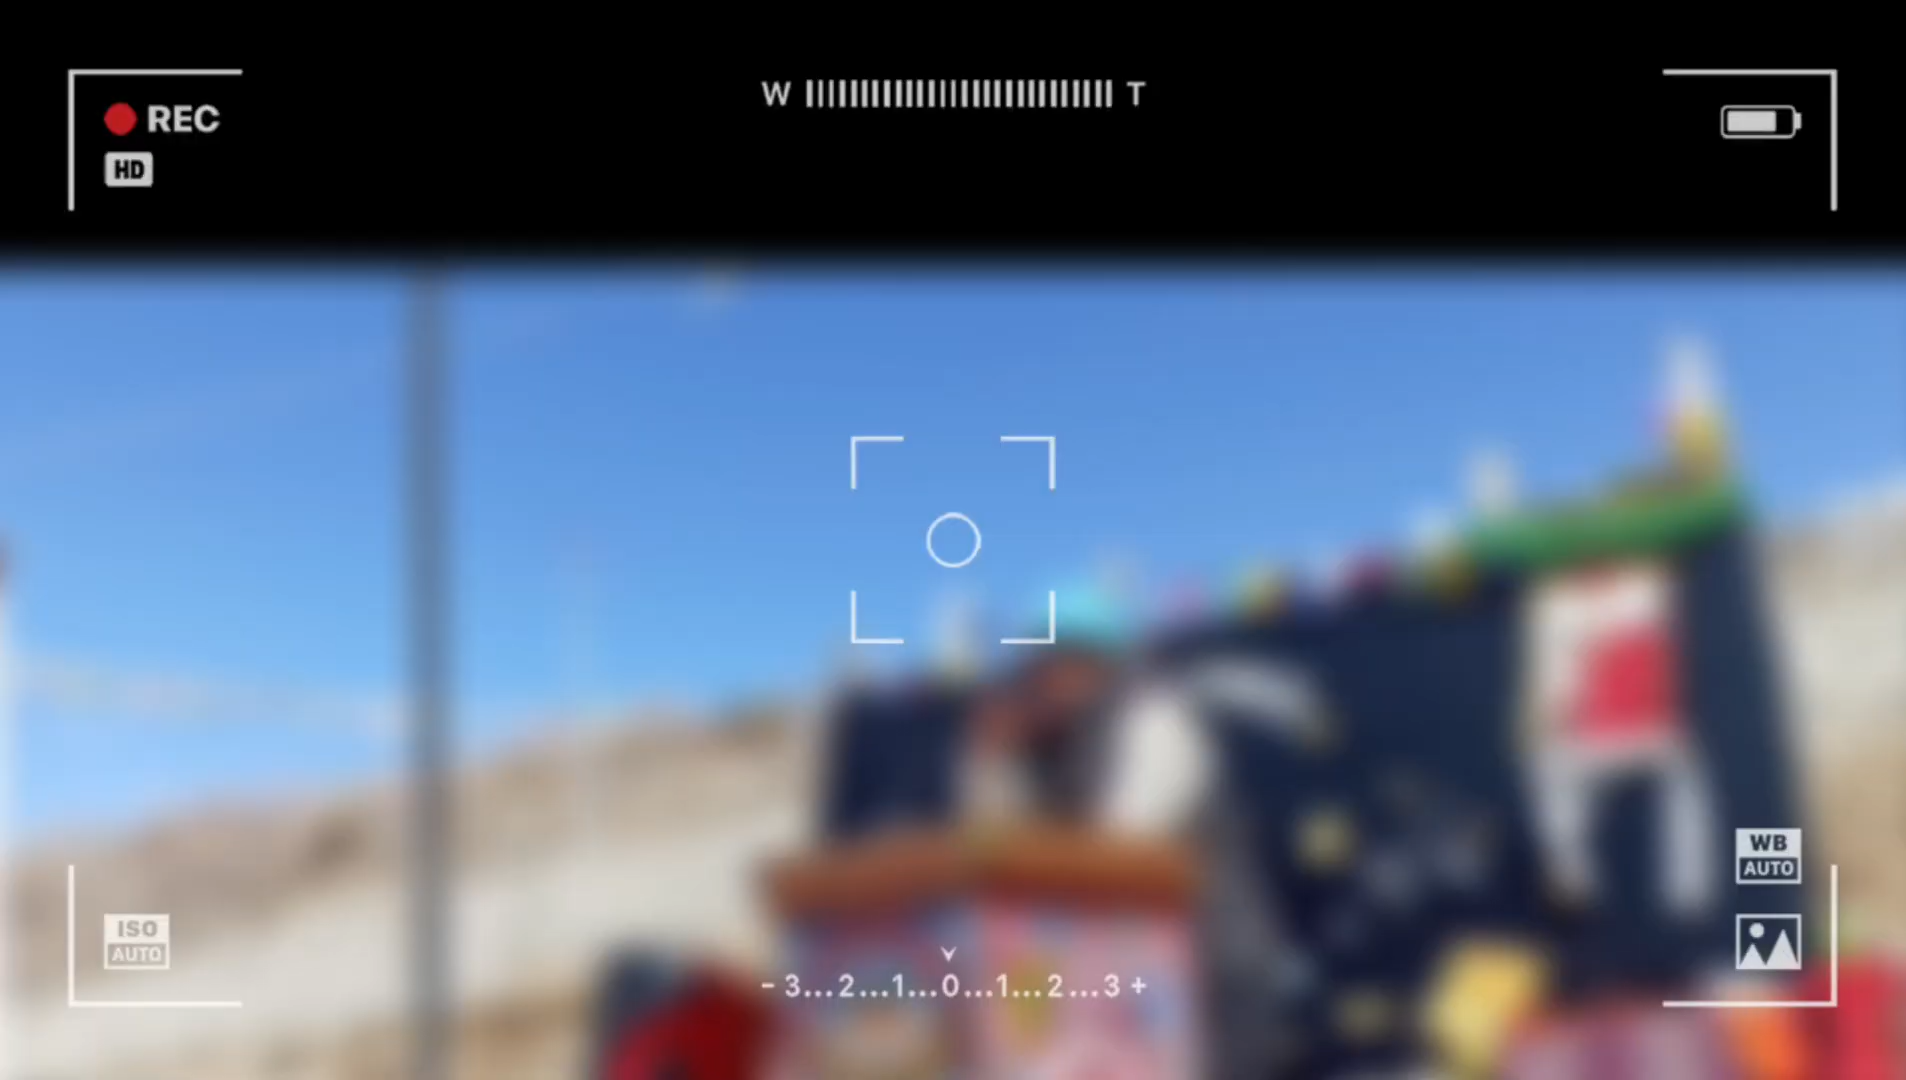 W T
REC
HD
WB
AUTO
ISO
AUTO
- 3...2...1...0...1...2...3 +